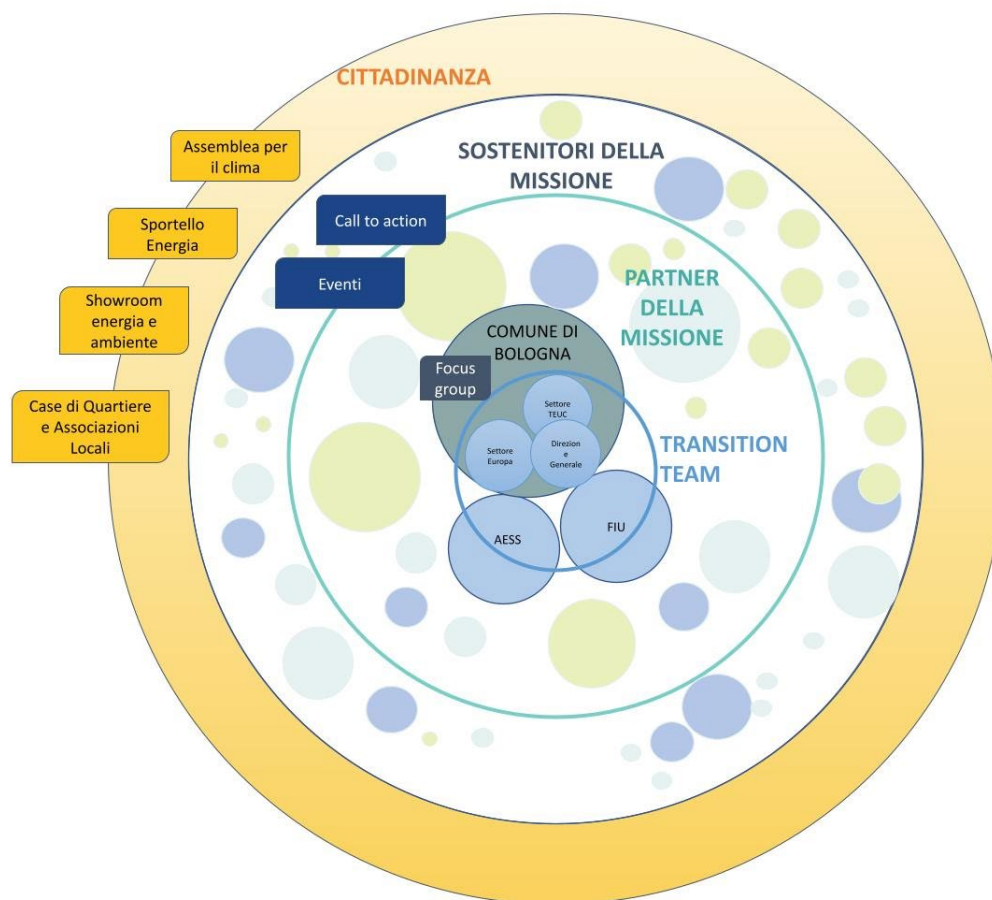 CITTADINANZA
Assemblea per
il clima
SOSTENITORI DELLA
MISSIONE
Sportello
Energia
Call to action
Eventi
PARTNER
DELLA
MISSIONE
Showroom
energia e
ambiente
COMUNE DI
BOLOGNA
Focus
group
Case di Quartiere
e Associazioni
Locali
Settore
TEUC
Settore
Europa
Direzion
e
Generale
TRANSITION
TEAM
AESS
FIU